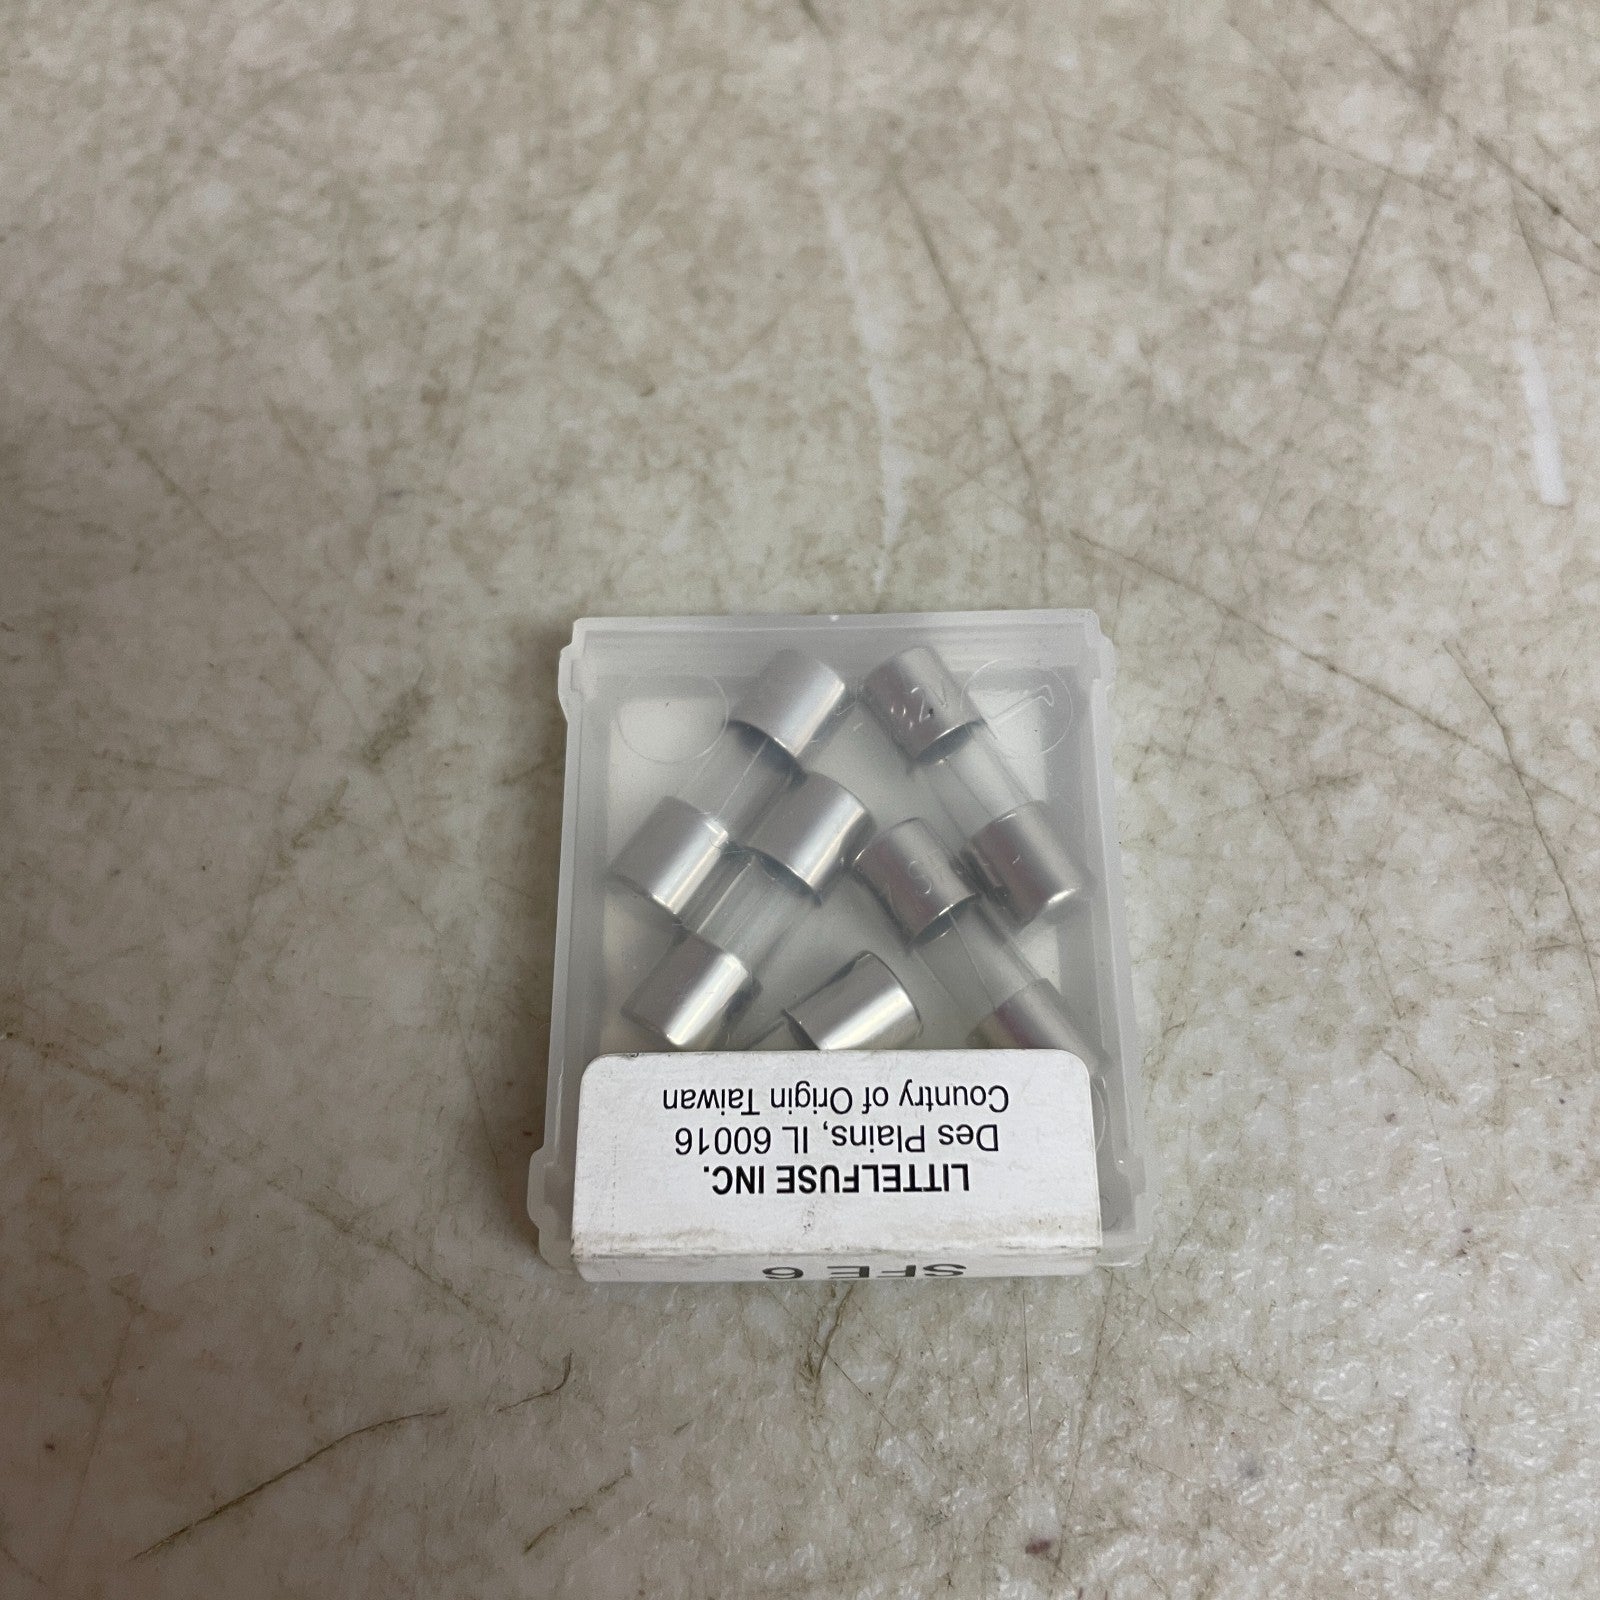 SFE 6
LITTELFUSE INC.
Des Plains, IL 60016
Country of Origin Taiwan